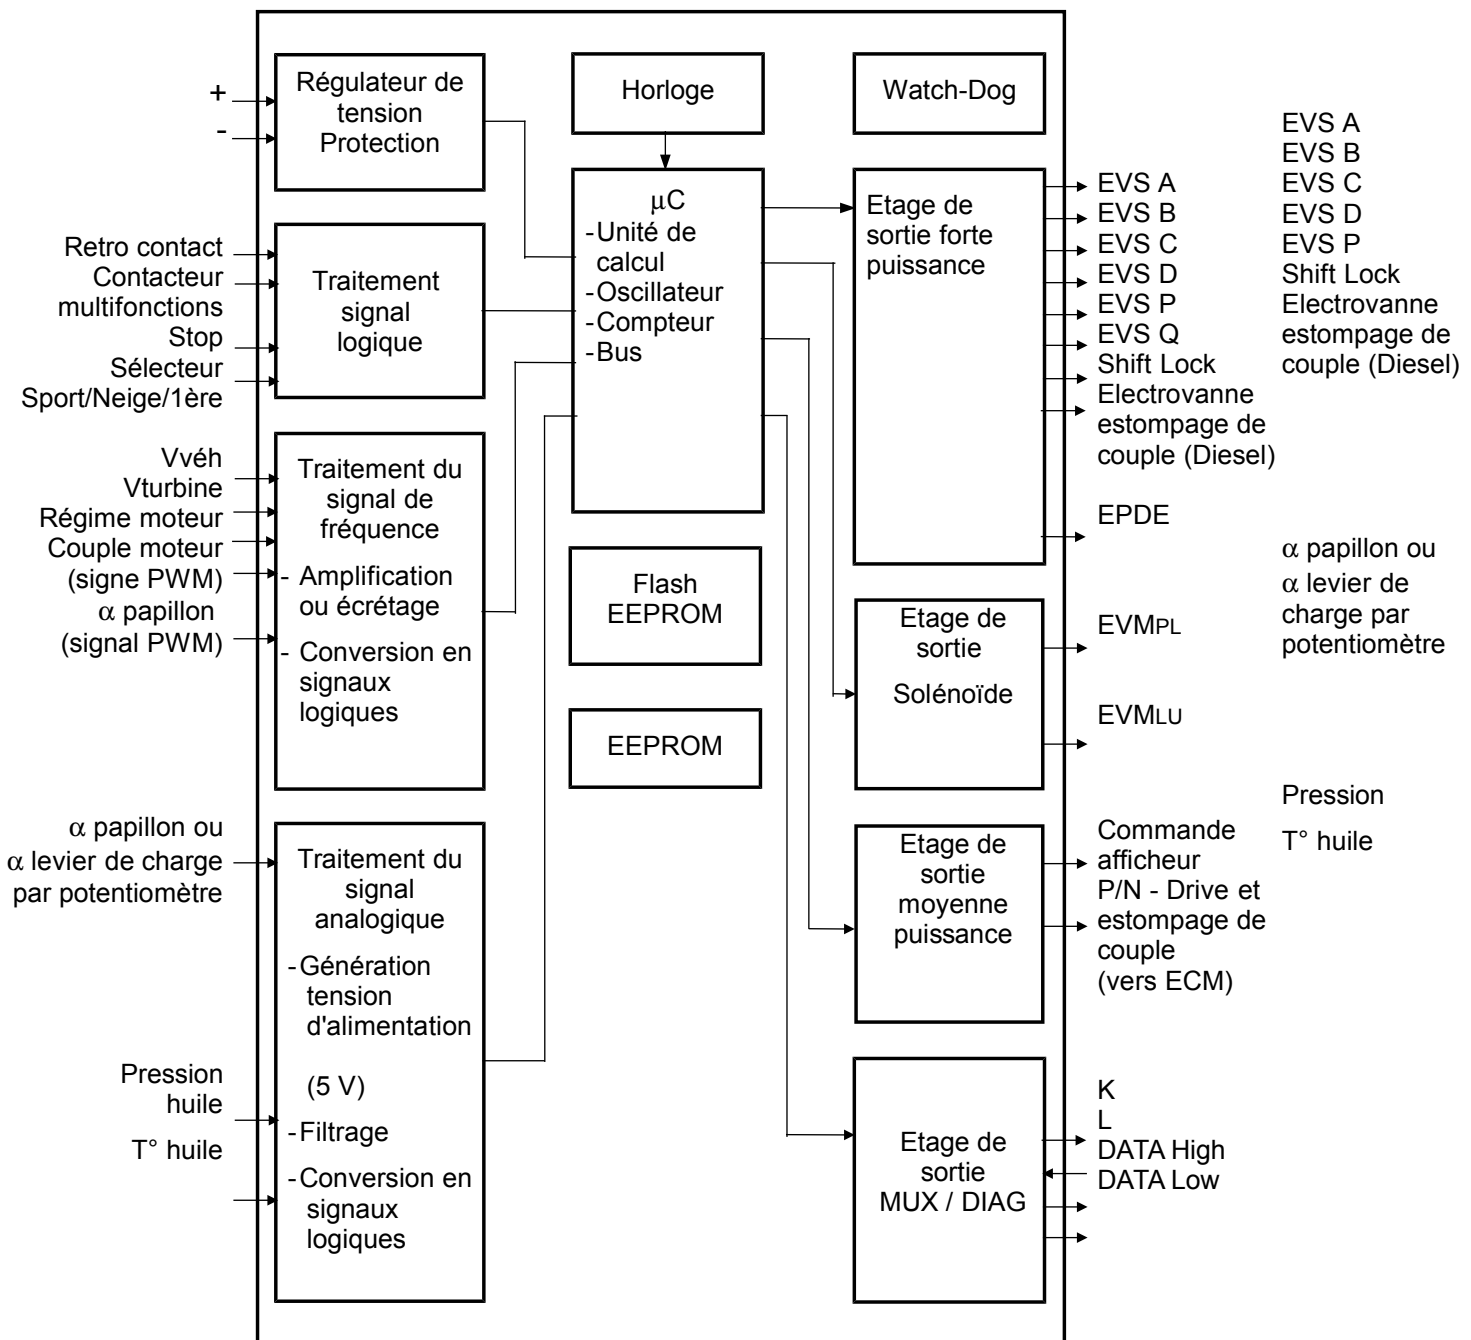 +
-
Régulateur de
tension
Protection
Horloge
Watch-Dog
Retro contact
Contacteur
multifonctions
Stop
Sélecteur
Sport/Neige/1ère
Traitement
signal
logique
µC
-Unité de
calcul
-Oscillateur
-Compteur
-Bus
Etage de
sortie forte
puissance
EVS A
EVS B
EVS C
EVS D
EVS P
EVS Q
Shift Lock
Electrovanne
estompage de
couple (Diesel)
EPDE
EVS A
EVS B
EVS C
EVS D
EVS P
Shift Lock
Electrovanne
estompage de
couple (Diesel)
Vvéh
Vturbine
Régime moteur
Couple moteur
(signe PWM)
α papillon
(signal PWM)
Traitement du
signal de
fréquence
- Amplification
ou écrétage
- Conversion en
signaux
logiques
Flash
EEPROM
EEPROM
Etage de
sortie
Solénoïde
EVMPL
EVMLU
α papillon ou
α levier de
charge par
potentiomètre
α papillon ou
α levier de charge
par potentiomètre
Pression
huile
T° huile
Traitement du
signal
analogique
-Génération
tension
d'alimentation
(5 V)
-Filtrage
-Conversion en
signaux
logiques
Etage de
sortie
moyenne
puissance
Commande
afficheur
P/N - Drive et
estompage de
couple
(vers ECM)
Pression
T° huile
Etage de
sortie
MUX / DIAG
K
L
DATA High
DATA Low